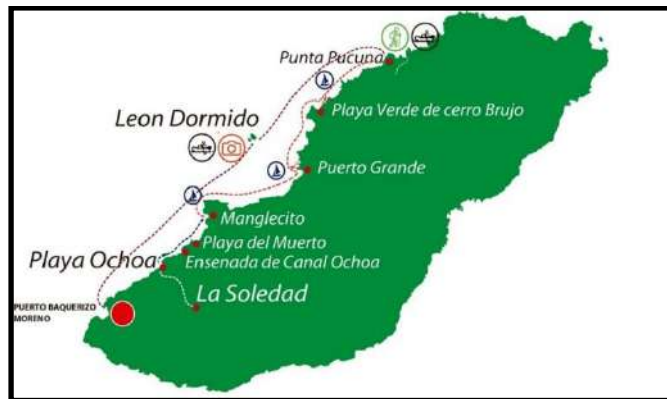 Punta Pucuna
Leon Dormido
Playa Verde de cerro Brujo
Puerto Grande
Manglecito
Playa del Muerto
Playa Ochoa
Ensenada de Canal Ochoa
La Soledad
PUERTO BAQUERIZO
MORENO